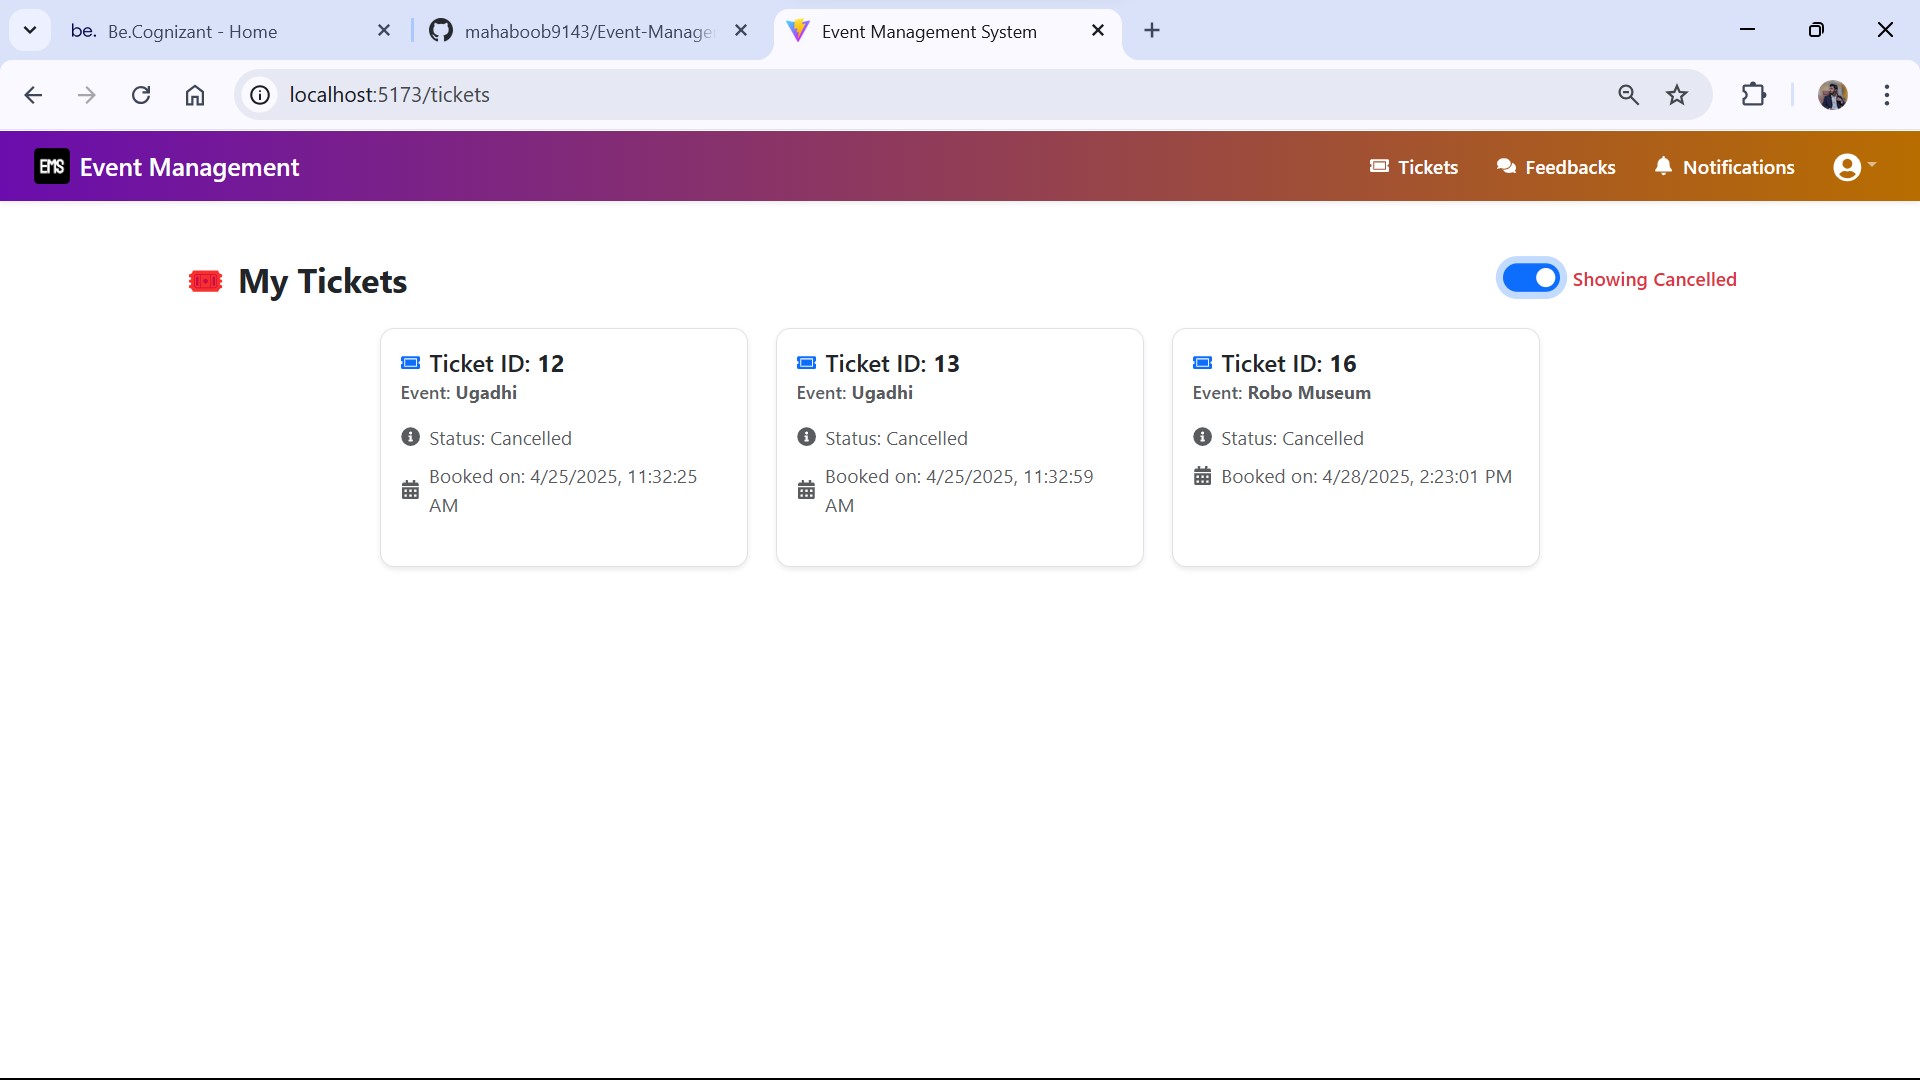 be. Be.Cognizant - Home
mahaboob9143/Event-Manage
Event Management System
localhost:5173/tickets
EMS Event Management
Tickets
Feedbacks
Notifications
My Tickets
Showing Cancelled
Ticket ID: 12
Event: Ugadhi
Status: Cancelled
Booked on: 4/25/2025, 11:32:25
AM
Ticket ID: 13
Event: Ugadhi
Status: Cancelled
Booked on: 4/25/2025, 11:32:59
AM
Ticket ID: 16
Event: Robo Museum
Status: Cancelled
Booked on: 4/28/2025, 2:23:01 PM